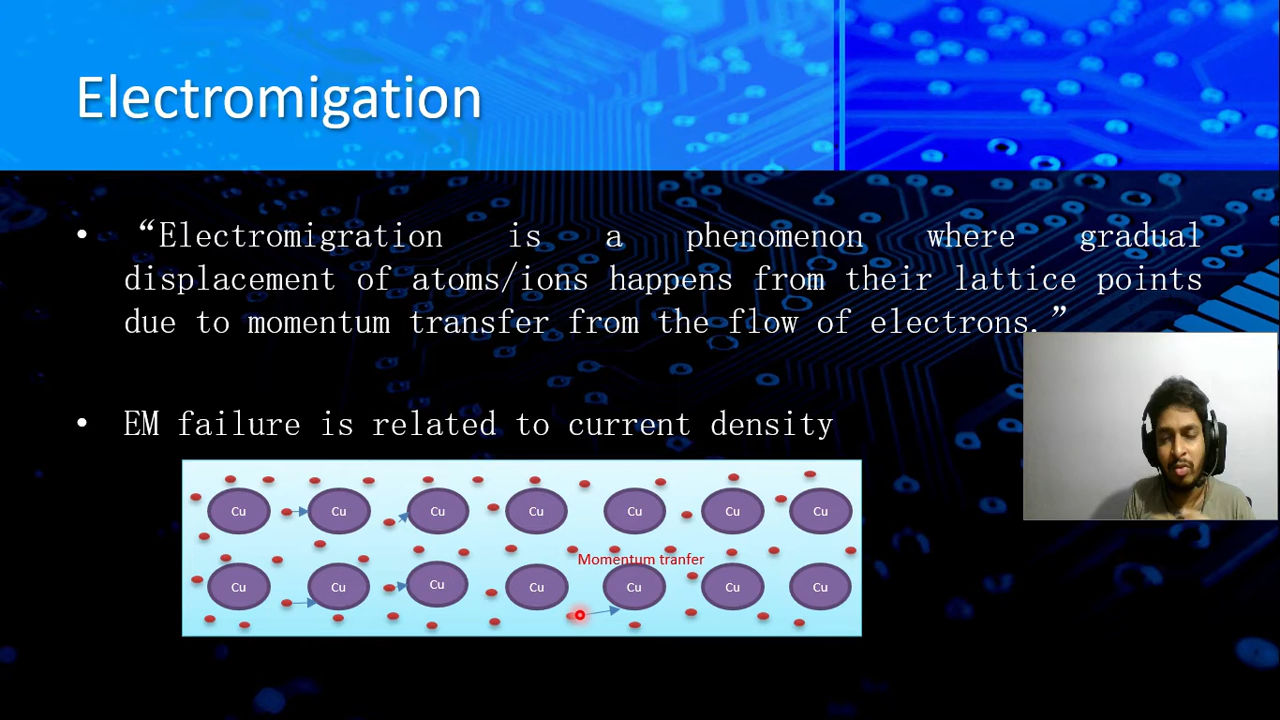 Electromigation
• “Electromigration is a phenomenon where gradual
displacement of atoms/ions happens from their lattice points
due to momentum transfer from the flow of electrons.”
• EM failure is related to current density
Cu Cu Cu Cu Cu Cu Cu
Momentum tranfer
Cu Cu Cu Cu Cu Cu Cu